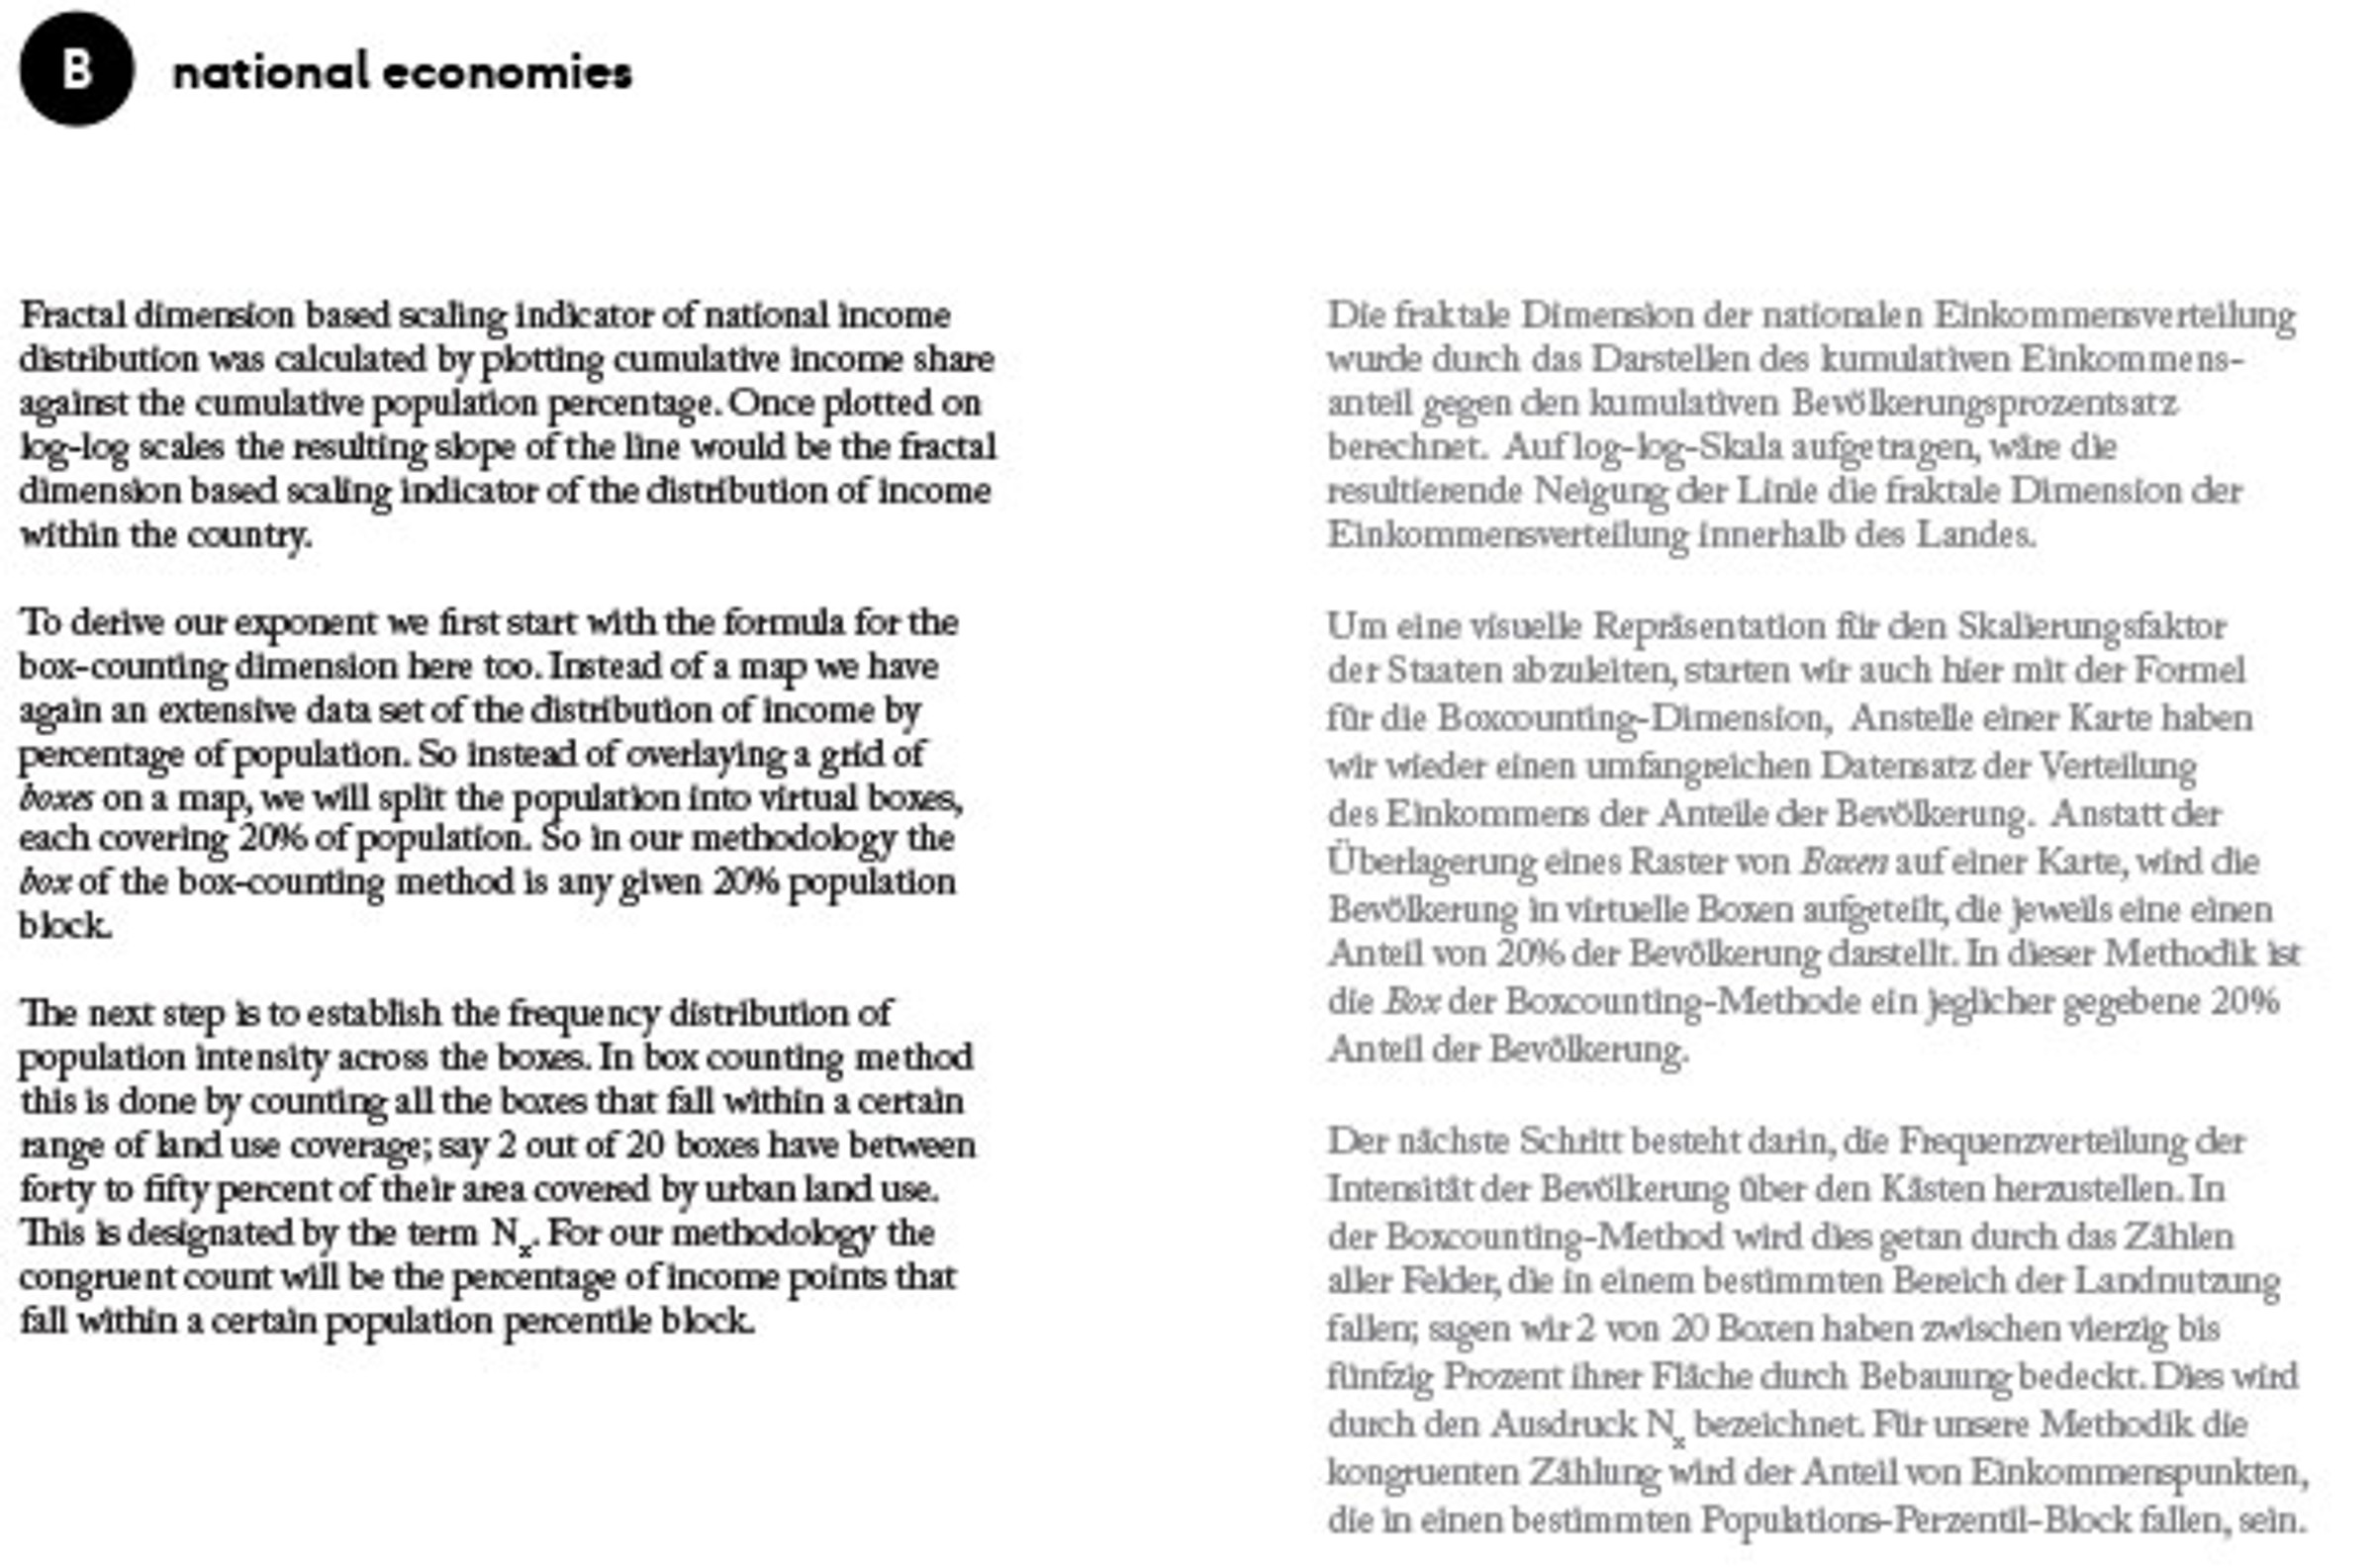 B national economies
Fractal dimension based scaling indicator of national income
distribution was calculated by plotting cumulative income share
against the cumulative population percentage. Once plotted on
log-log scales the resulting slope of the line would be the fractal
dimension based scaling indicator of the distribution of income
within the country.
To derive our exponent we first start with the formula for the
box-counting dimension here too. Instead of a map we have
again an extensive data set of the distribution of income by
percentage of population. So instead of overlaying a grid of
boxes on a map, we will split the population into virtual boxes,
each covering 20% of population. So in our methodology the
box of the box-counting method is any given 20% population
block.
The next step is to establish the frequency distribution of
population intensity across the boxes. In box counting method
this is done by counting all the boxes that fall within a certain
range of land use coverage; say 2 out of 20 boxes have between
forty to fifty percent of their area covered by urban land use.
This is designated by the term Nₓ. For our methodology the
congruent count will be the percentage of income points that
fall within a certain population percentile block.
Die fraktale Dimension der nationalen Einkommensverteilung
wurde durch das Darstellen des kumulativen Einkommens-
anteil gegen den kumulativen Bevölkerungsprozentsatz
berechnet. Auf log-log-Skala aufgetragen, wäre die
resultierende Neigung der Linie die fraktale Dimension der
Einkommensverteilung innerhalb des Landes.
Um eine visuelle Repräsentation für den Skalierungsfaktor
der Staaten abzuleiten, starten wir auch hier mit der Formel
für die Boxcounting-Dimension, Anstelle einer Karte haben
wir wieder einen umfangreichen Datensatz der Verteilung
des Einkommens der Anteile der Bevölkerung. Anstatt der
Überlagerung eines Raster von Boxen auf einer Karte, wird die
Bevölkerung in virtuelle Boxen aufgeteilt, die jeweils eine einen
Anteil von 20% der Bevölkerung darstellt. In dieser Methodik ist
die Box der Boxcounting-Methode ein jeglicher gegebene 20%
Anteil der Bevölkerung.
Der nächste Schritt besteht darin, die Frequenzverteilung der
Intensität der Bevölkerung über den Kästen herzustellen. In
der Boxcounting-Method wird dies getan durch das Zählen
aller Felder, die in einem bestimmten Bereich der Landnutzung
fallen; sagen wir 2 von 20 Boxen haben zwischen vierzig bis
fünfzig Prozent ihrer Fläche durch Bebauung bedeckt. Dies wird
durch den Ausdruck Nₓ bezeichnet. Für unsere Methodik die
kongruenten Zählung wird der Anteil von Einkommenspunkten,
die in einen bestimmten Populations-Perzentil-Block fallen, sein.